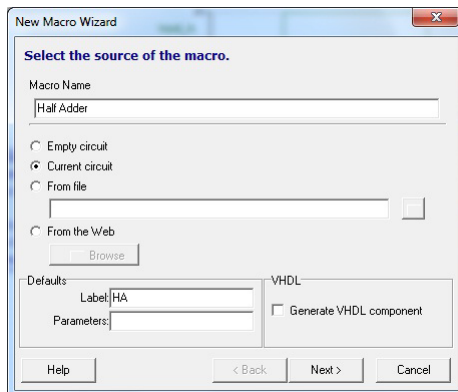 New Macro Wizard
Select the source of the macro.
Macro Name
Half Adder
Empty circuit
Current circuit
From file
From the Web
Browse
Defaults
Label: HA
Parameters:
VHDL
Generate VHDL component
Help
< Back
Next >
Cancel